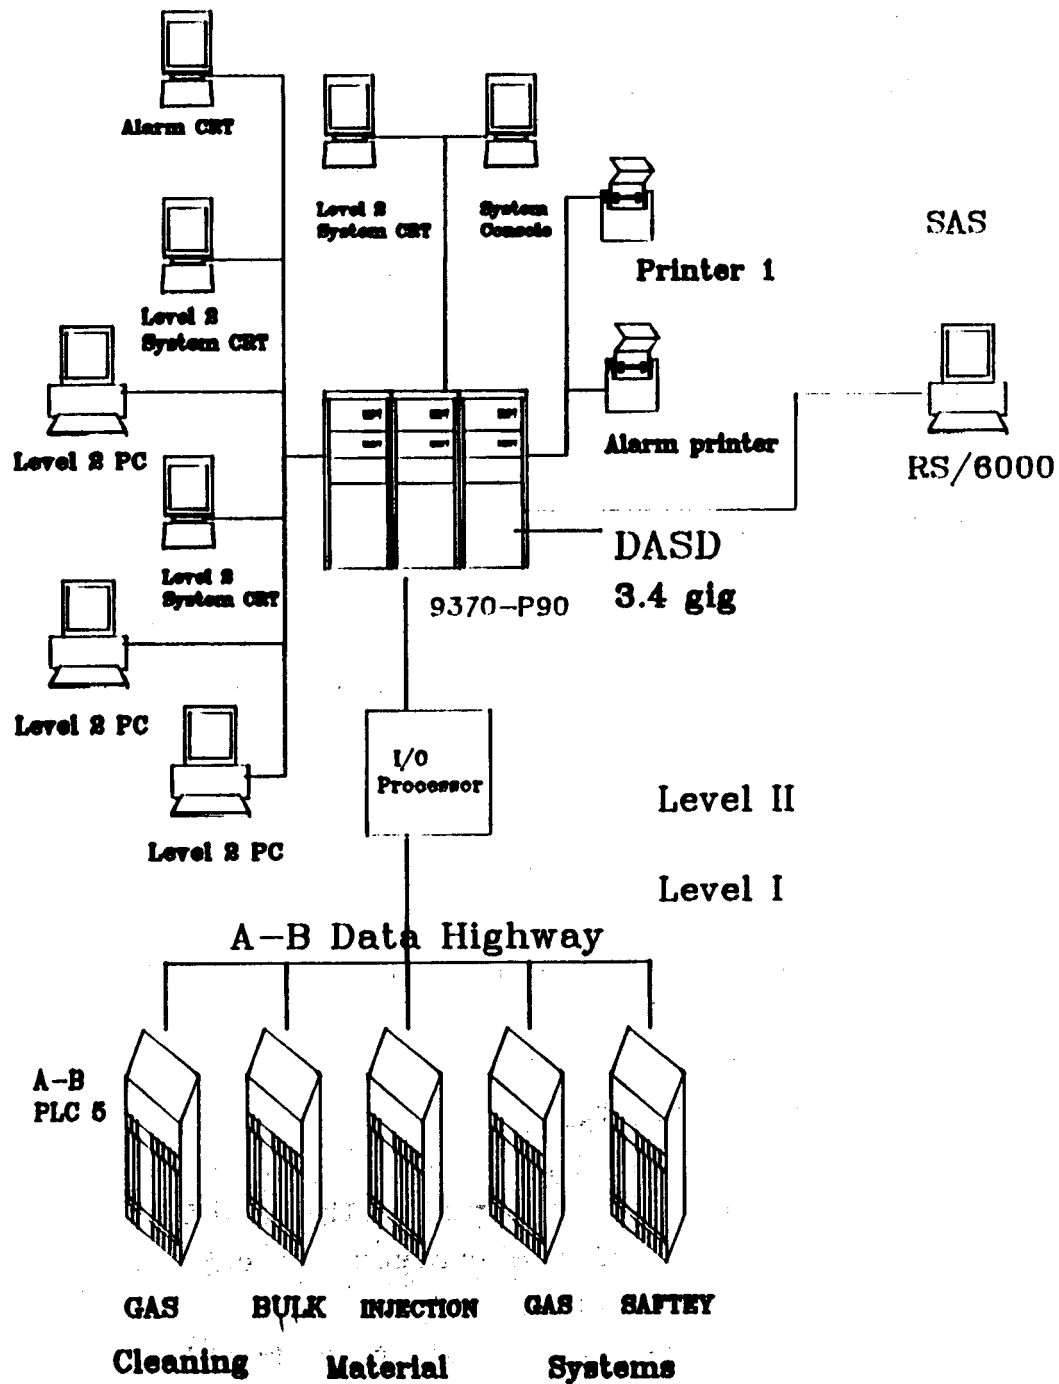 Alarm CRT
Level 2
System CRT
System
Console
Printer 1
SAS
Level 2
System CRT
Level 2 PC
Alarm printer
RS/6000
DASD
3.4 gig
9370-P90
Level 2
System CRT
Level 2 PC
I/O
Processor
Level 2 PC
Level II
Level I
A-B Data Highway
A-B
PLC 5
GAS BULK INJECTION GAS SAFTEY
Cleaning Material Systems